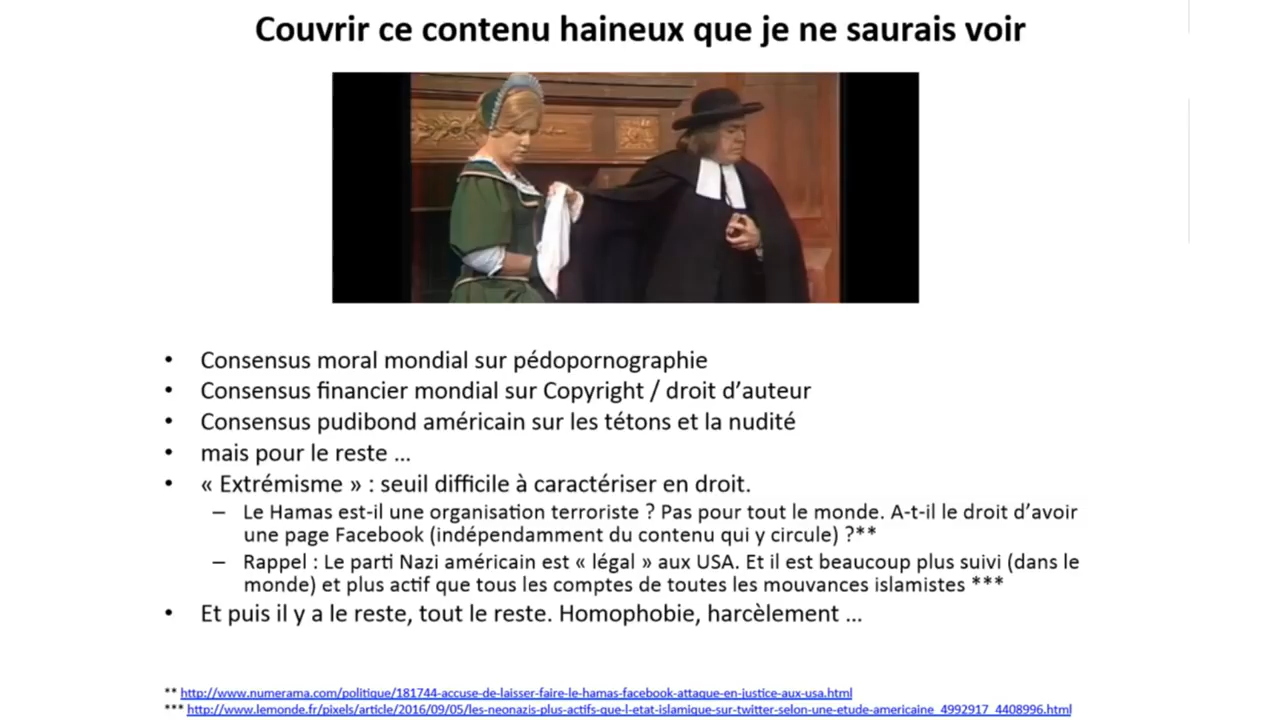 Couvrir ce contenu haineux que je ne saurais voir
• Consensus moral mondial sur pédopornographie
• Consensus financier mondial sur Copyright / droit d’auteur
• Consensus pudibond américain sur les tétons et la nudité
• mais pour le reste ...
• « Extrémisme » : seuil difficile à caractériser en droit.
– Le Hamas est-il une organisation terroriste ? Pas pour tout le monde. A-t-il le droit d’avoir
une page Facebook (indépendamment du contenu qui y circule) ?**
– Rappel : Le parti Nazi américain est « légal » aux USA. Et il est beaucoup plus suivi (dans le
monde) et plus actif que tous les comptes de toutes les mouvances islamistes ***
• Et puis il y a le reste, tout le reste. Homophobie, harcèlement ...
** http://www.numerama.com/politique/181744-accuse-de-laisser-faire-le-hamas-facebook-attaque-en-justice-aux-usa.html
*** http://www.lemonde.fr/pixels/article/2016/09/05/les-neonazis-plus-actifs-que-l-etat-islamique-sur-twitter-selon-une-etude-americaine_4992917_4408996.html